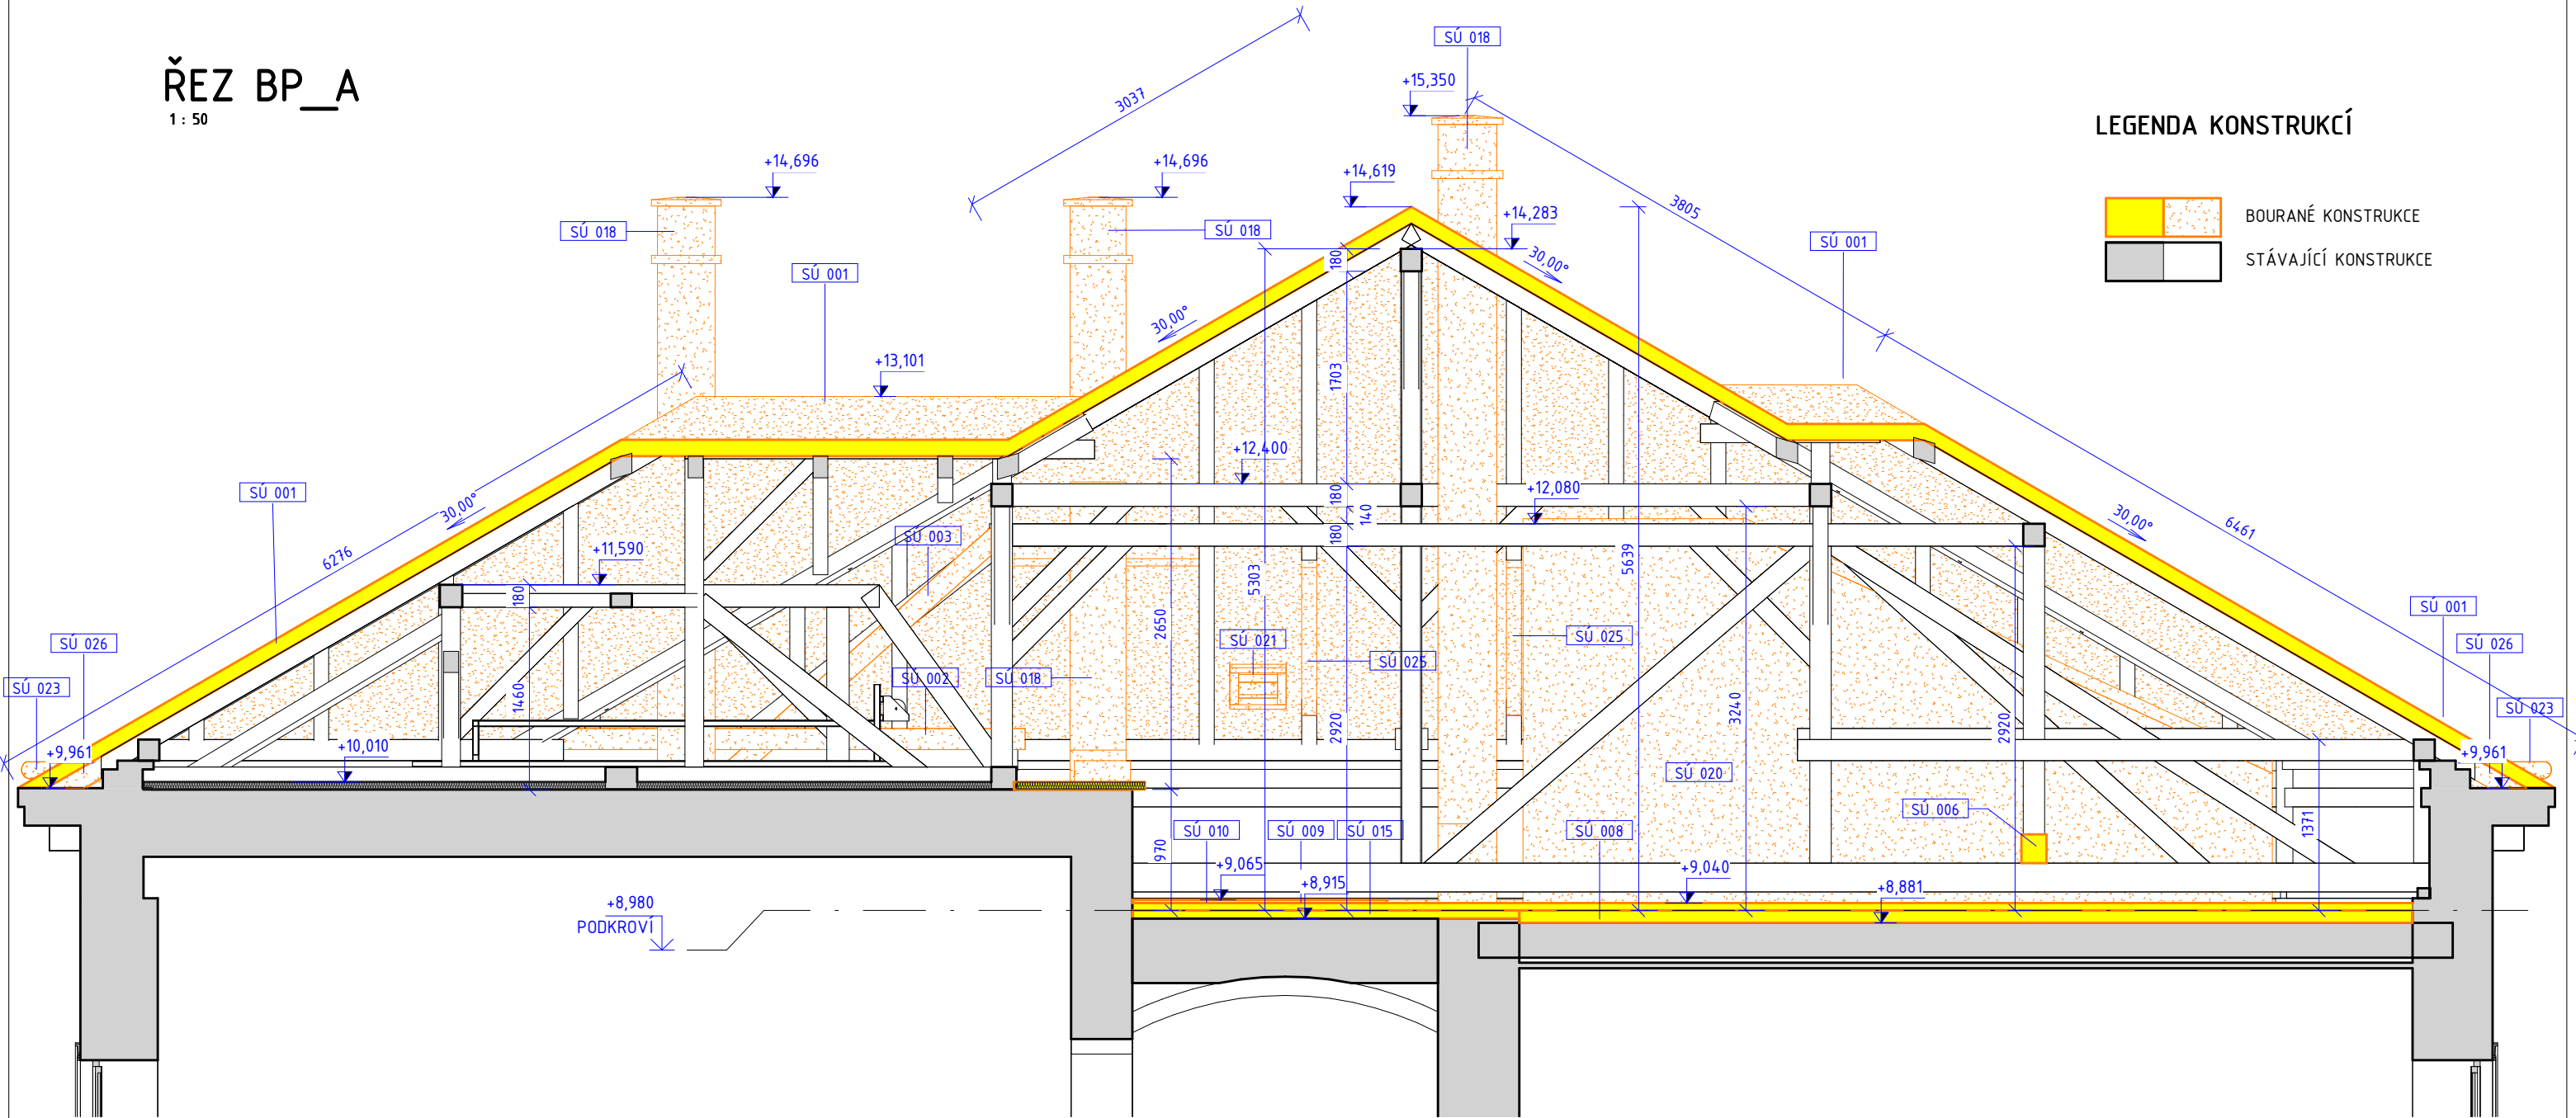 ŘEZ BP_A
1 : 50
LEGENDA KONSTRUKCÍ
BOURANÉ KONSTRUKCE
STÁVAJÍCÍ KONSTRUKCE
SÚ 018
+15,350
3037
+14,696
+14,696
+14,619
3805
SÚ 018
SÚ 018
+14,283
SÚ 001
SÚ 001
180
30,00°
30,00°
+13,101
1703
+12,400
SÚ 001
30,00°
180
+12,080
140
30,00°
6461
SÚ 003
180
6276
+11,590
5303
5639
180
2650
SÚ 001
SÚ 026
SÚ 021
SÚ 025
SÚ 025
SÚ 026
SÚ 023
1460
SÚ 002
SÚ 018
3240
SÚ 023
2920
2920
+9,961
+10,010
+9,961
SÚ 020
SÚ 006
1371
SÚ 010
SÚ 009
SÚ 015
SÚ 008
970
+9,065
+9,040
+8,915
+8,881
+8,980
PODKROVÍ